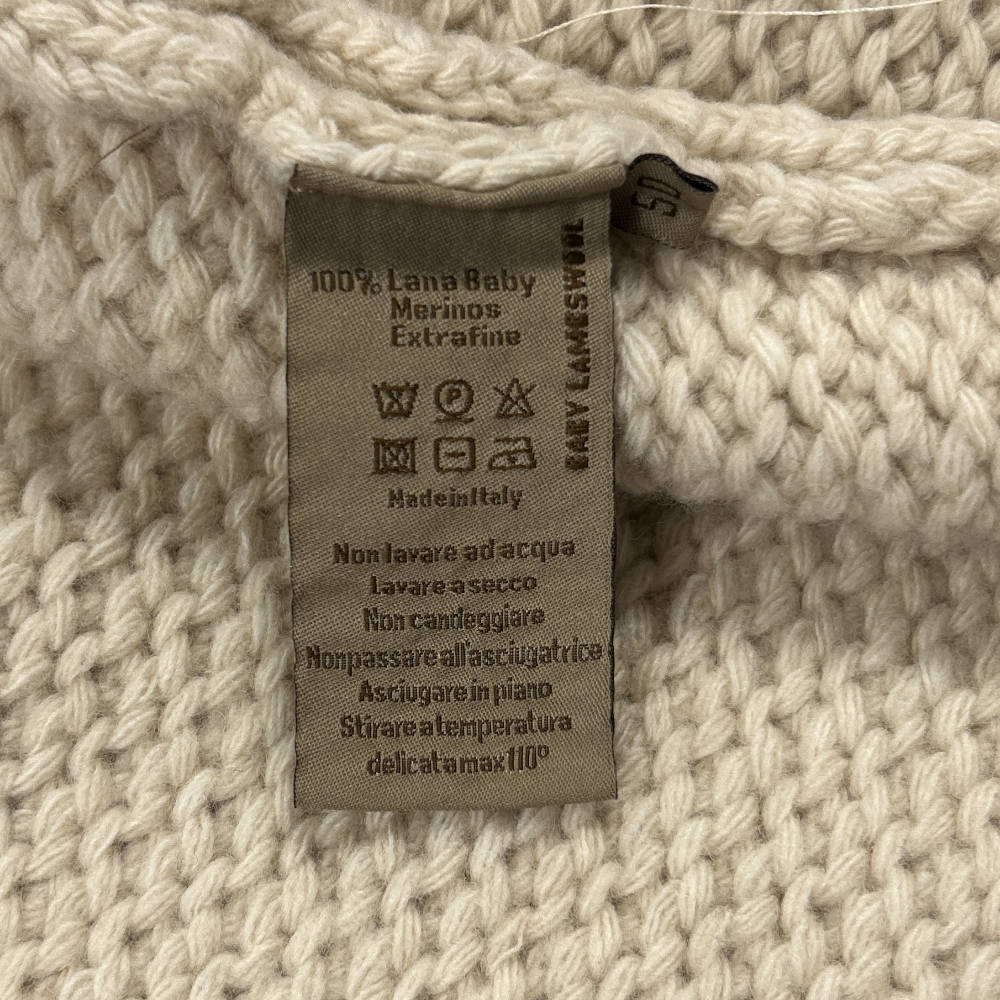 50
100% Lana Baby
Merinos
Extrafine
BABY LAMBSWOOL
P
Made in Italy
Non lavare ad acqua
Lavare a secco
Non candeggiare
Non passare all'asciugatrice
Asciugare in piano
Stirare a temperatura
delicata max 110°